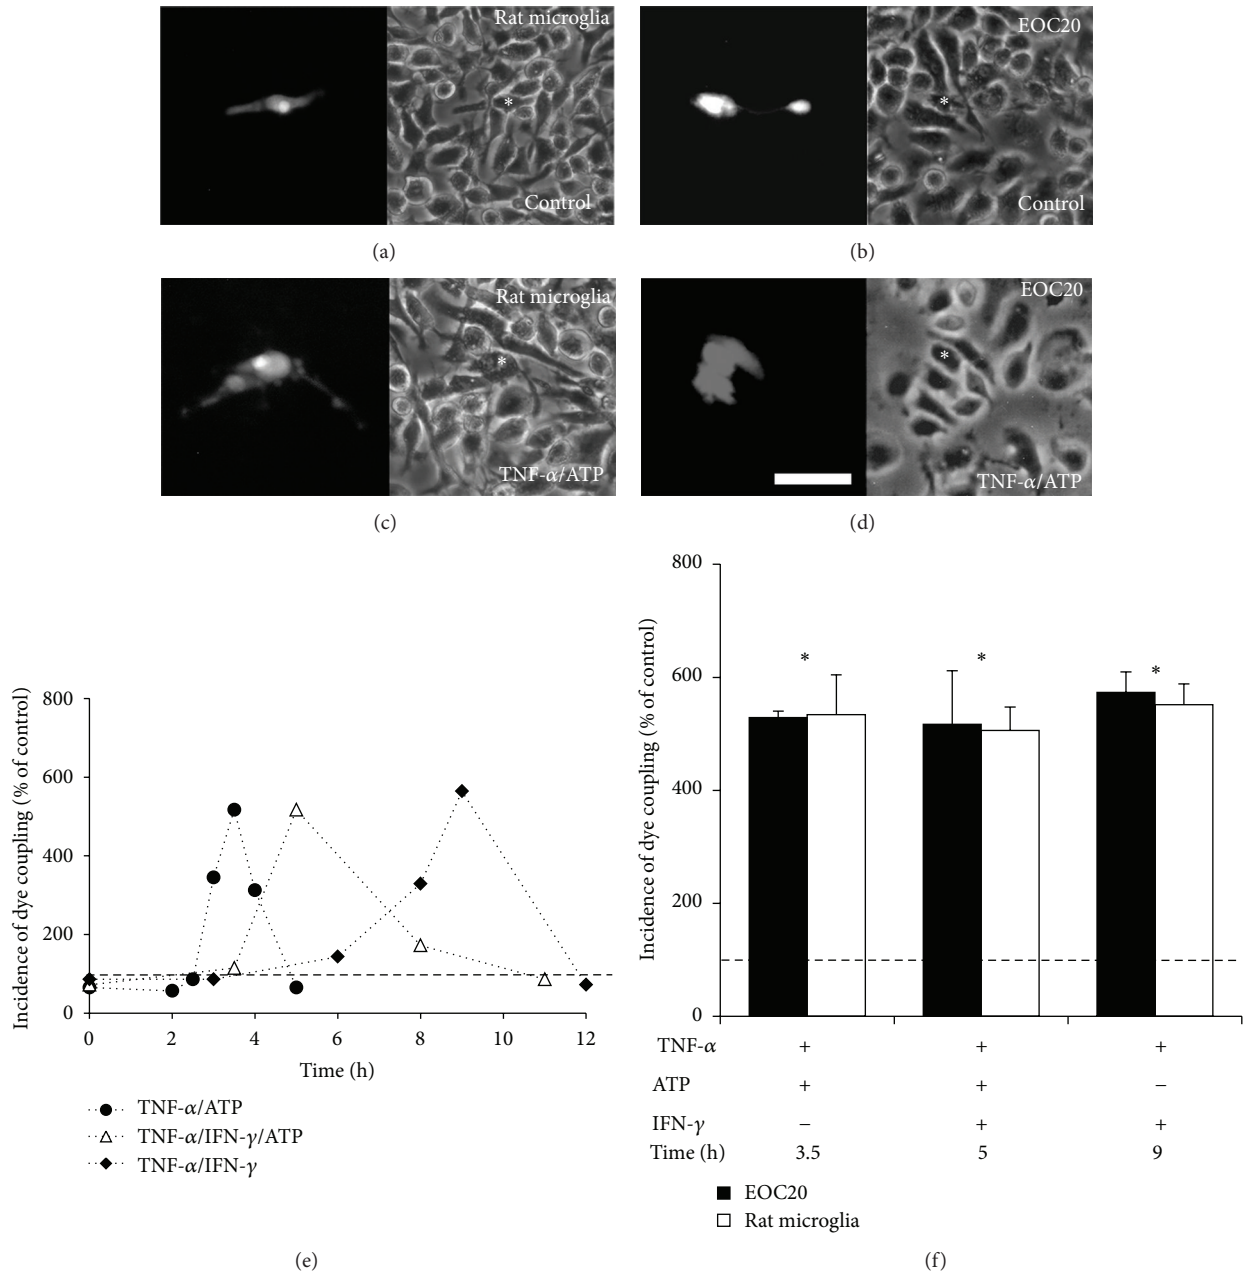 Rat microglia
*
Control
(a)
EOC20
*
Control
(b)
Rat microglia
*
TNF-α/ATP
(c)
EOC20
*
TNF-α/ATP
(d)
Incidence of dye coupling (% of control)
800
600
400
200
0
0 2 4 6 8 10 12
Time (h)
TNF-α/ATP
TNF-α/IFN-γ/ATP
TNF-α/IFN-γ
(e)
Incidence of dye coupling (% of control)
800
600
400
200
0
* * *
TNF-α + + +
ATP + + −
IFN-γ − + +
Time (h) 3.5 5 9
EOC20
Rat microglia
(f)